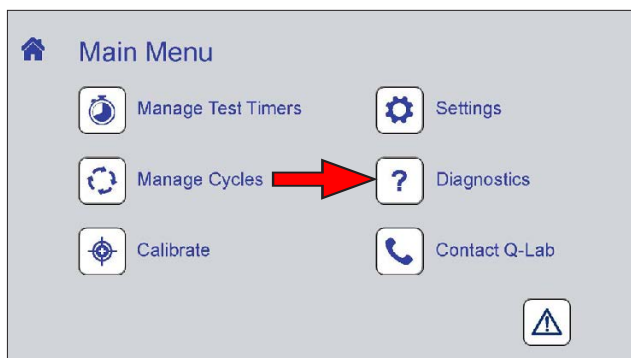 Main Menu
Manage Test Timers
Settings
Manage Cycles
? Diagnostics
Calibrate
Contact Q-Lab